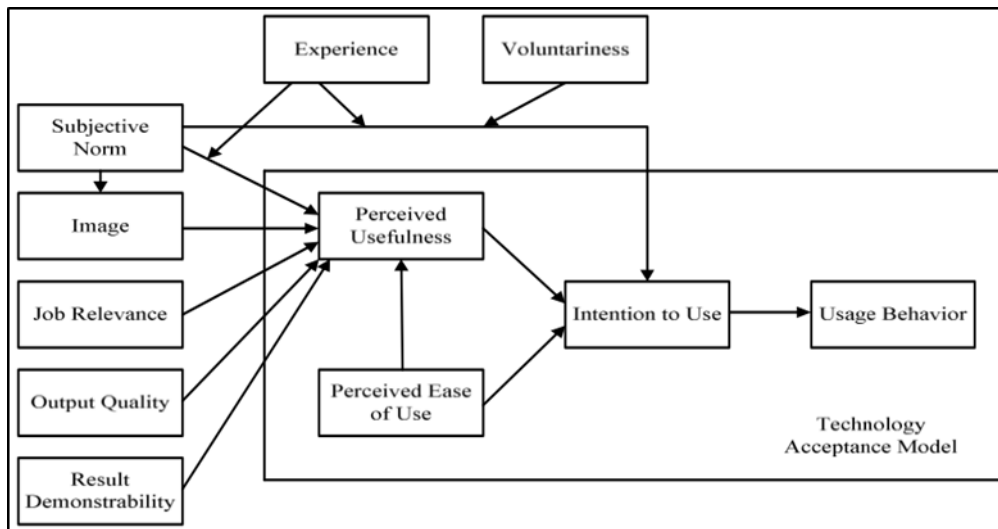 Experience
Voluntariness
Subjective
Norm
Image
Perceived
Usefulness
Job Relevance
Intention to Use
Usage Behavior
Output Quality
Perceived Ease
of Use
Technology
Acceptance Model
Result
Demonstrability